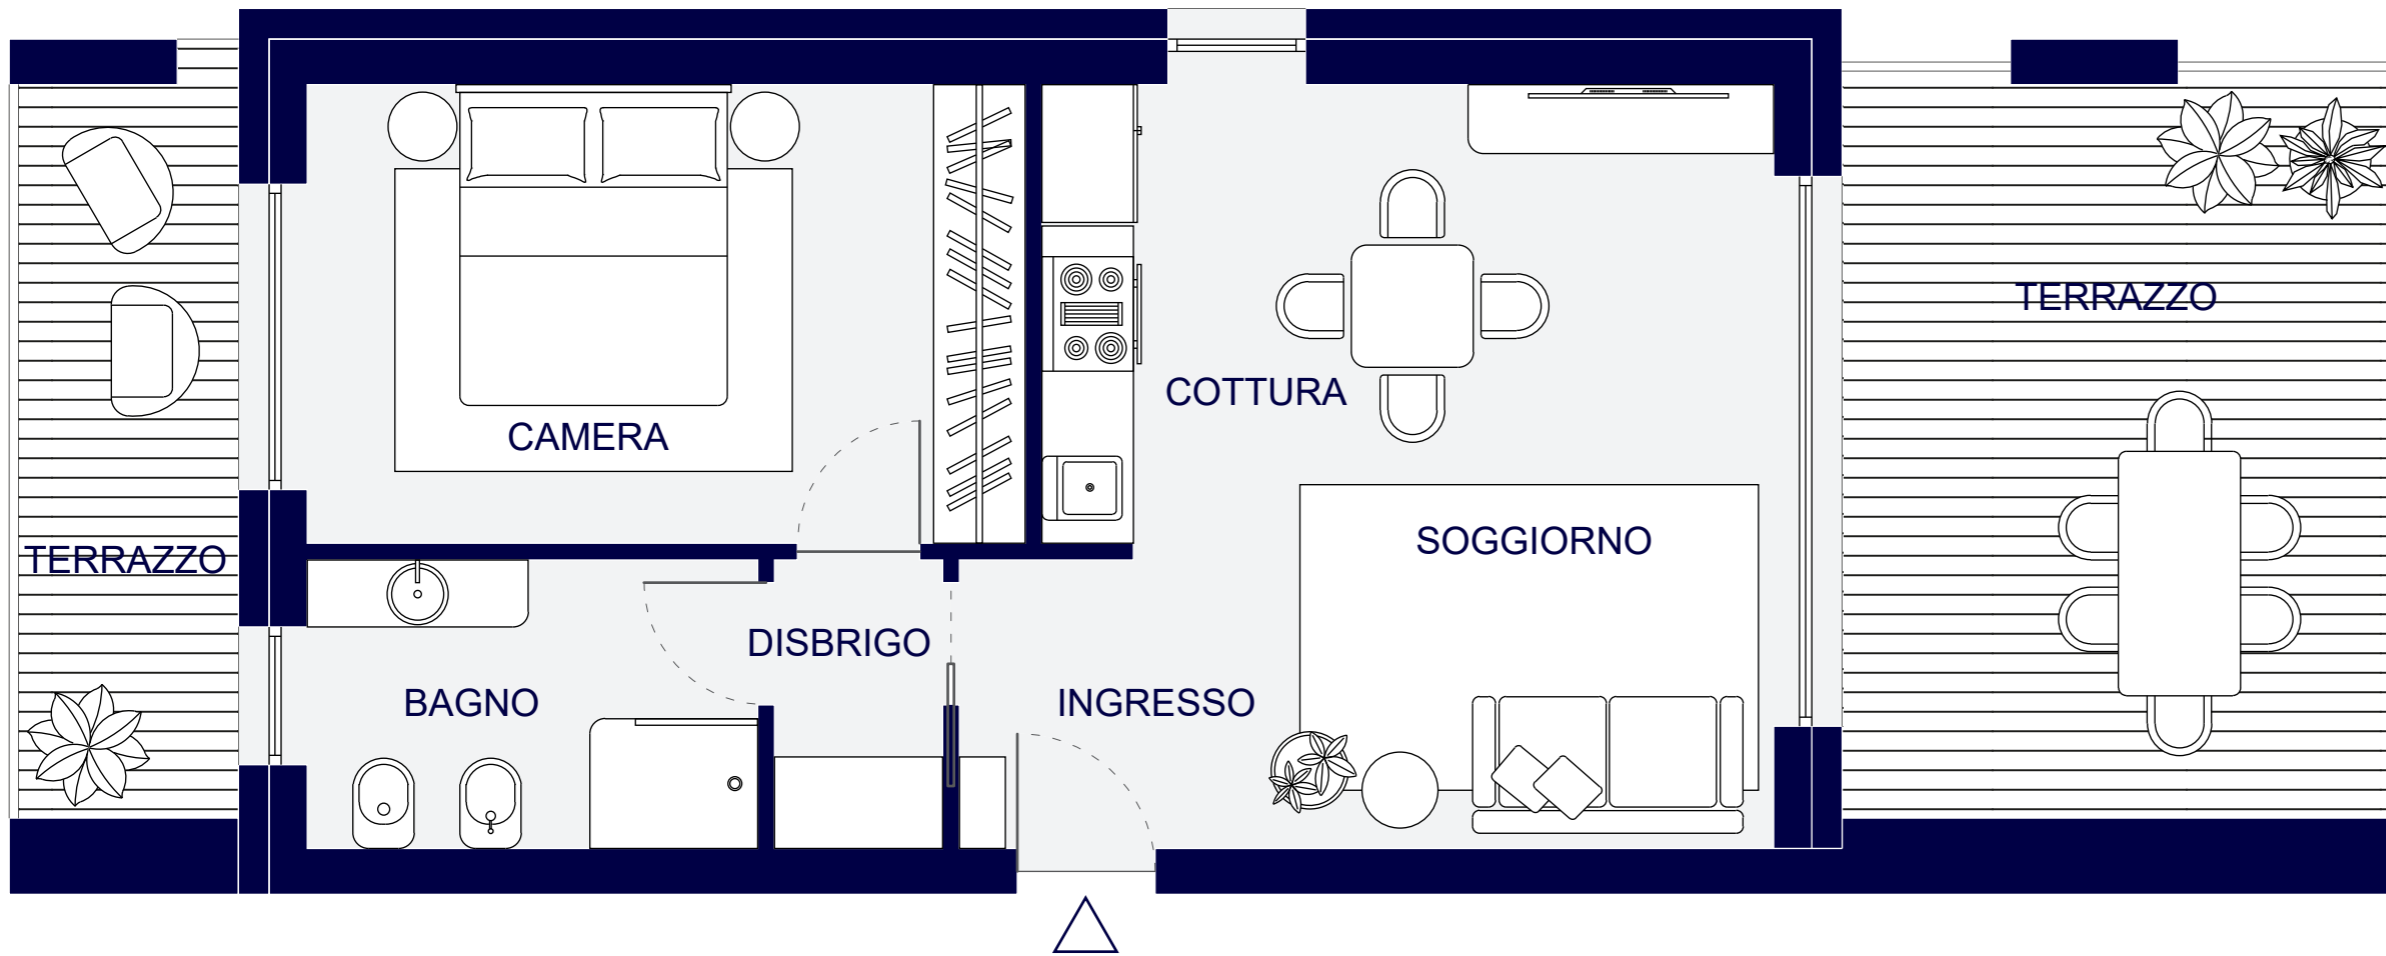 TERRAZZO
COTTURA
CAMERA
SOGGIORNO
TERRAZZO
DISBRIGO
BAGNO
INGRESSO